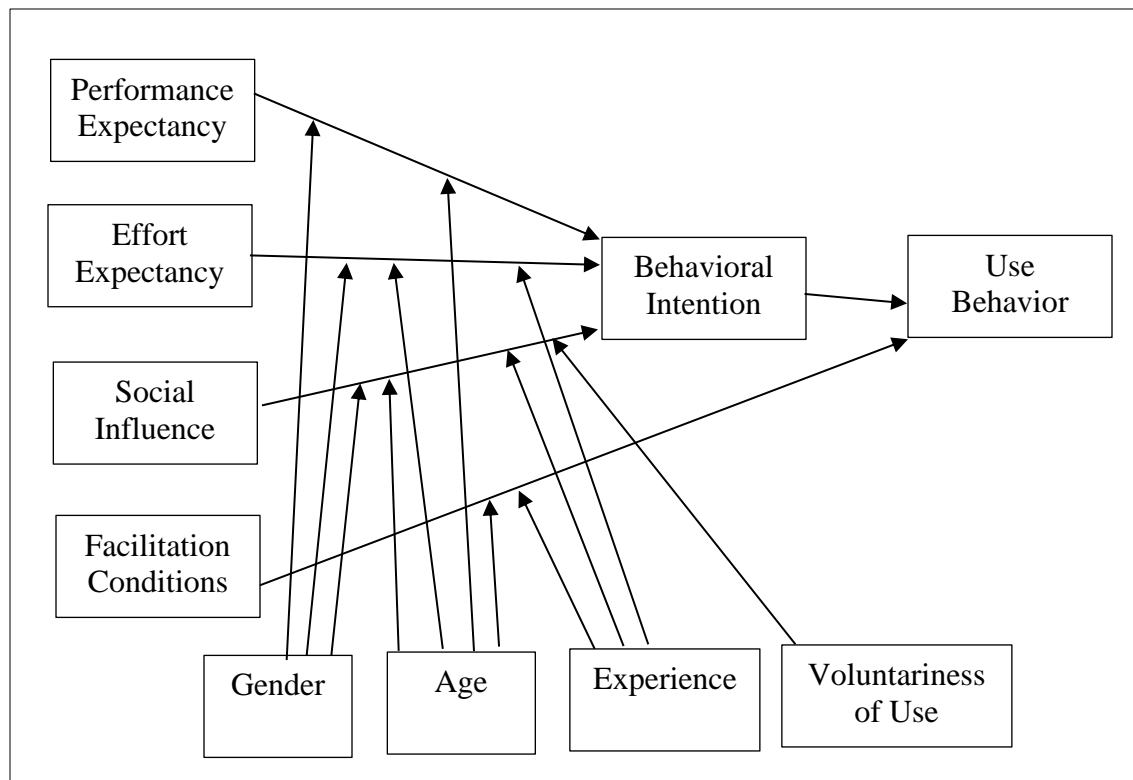 Performance
Expectancy
Effort
Expectancy
Behavioral
Intention
Use
Behavior
Social
Influence
Facilitation
Conditions
Gender
Age
Experience
Voluntariness
of Use